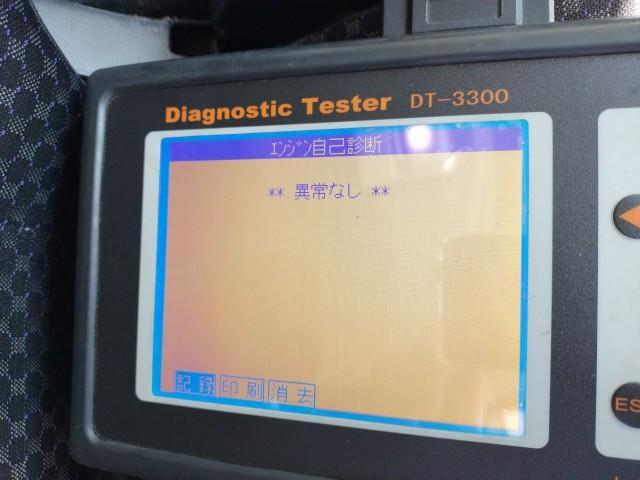 Diagnostic Tester DT-3300
ｴﾝｼﾞﾝ自己診断
** 異常なし **
記録 印刷 消去